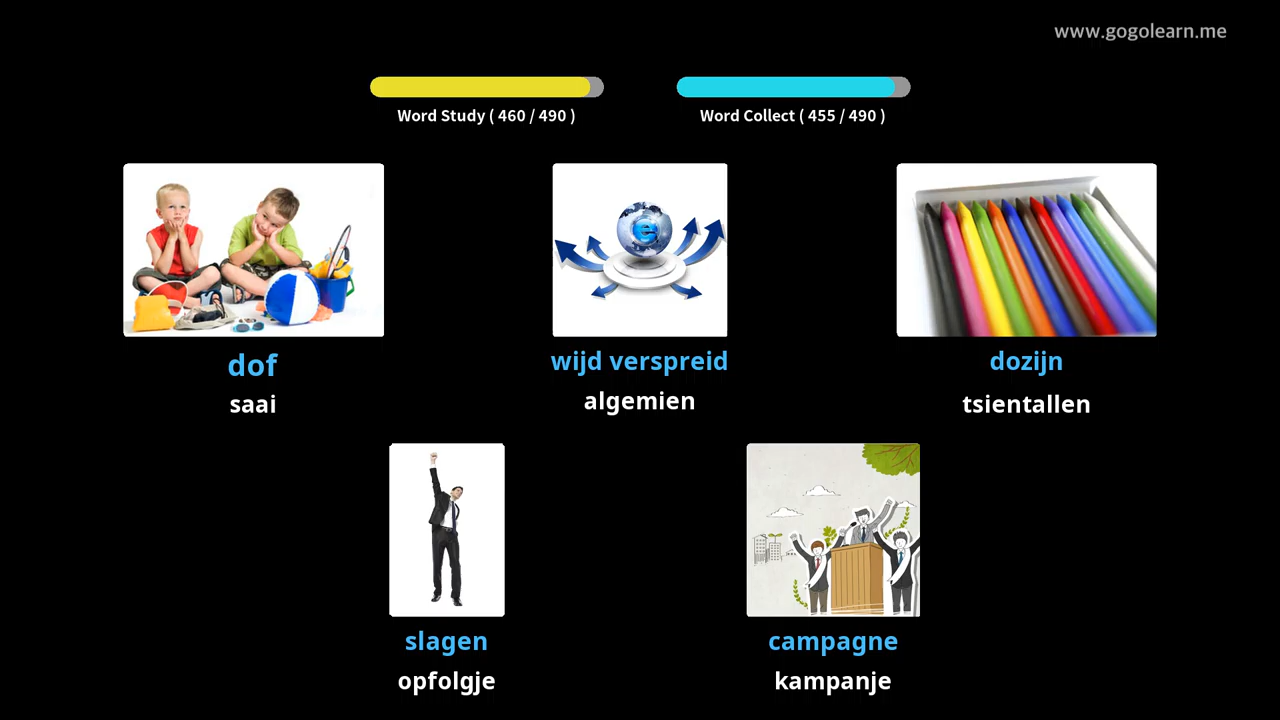 www.gogolearn.me
Word Study ( 460 / 490 )
Word Collect ( 455 / 490 )
e
dof
wijd verspreid
dozijn
saai
algemien
tsientallen
slagen
campagne
opfolgje
kampanje